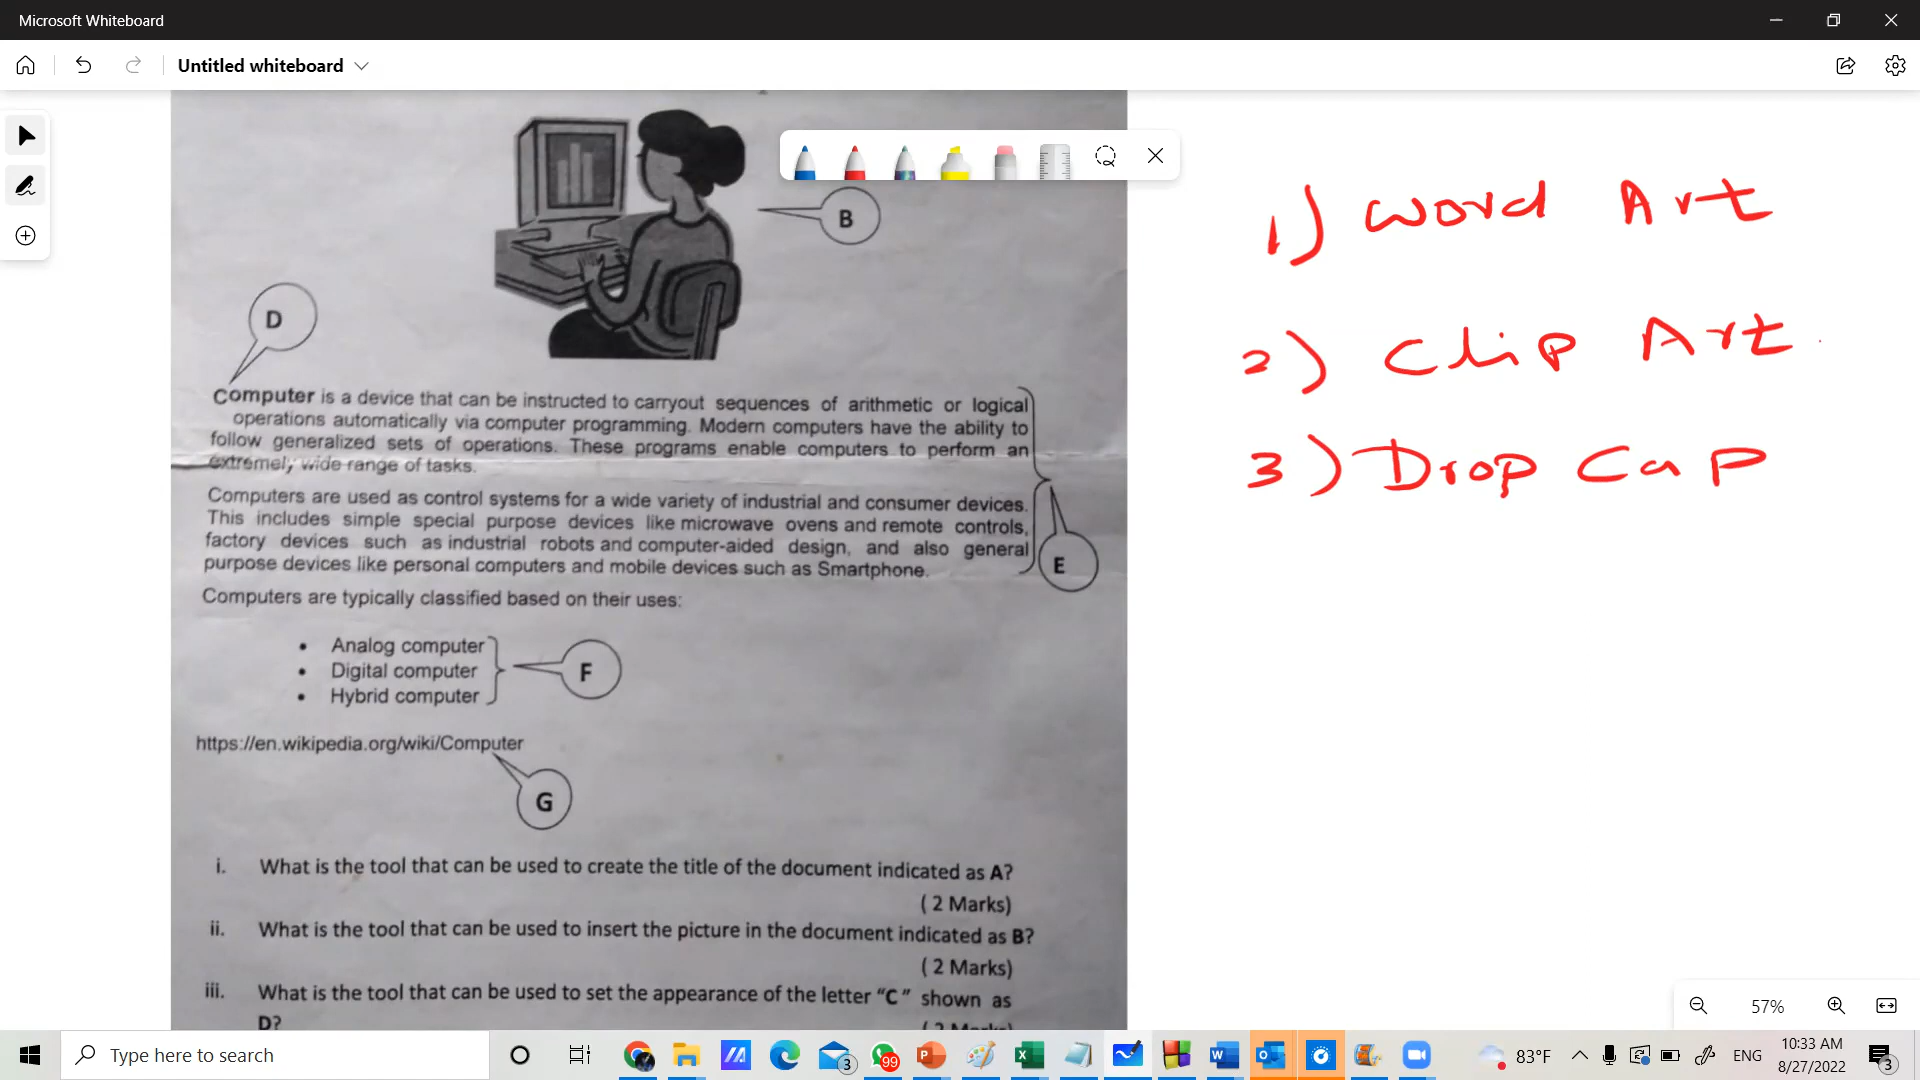 Microsoft Whiteboard
Untitled whiteboard
B
D
Computer is a device that can be instructed to carryout sequences of arithmetic or logical
operations automatically via computer programming. Modern computers have the ability to
follow generalized sets of operations. These programs enable computers to perform an
extremely wide range of tasks.
Computers are used as control systems for a wide variety of industrial and consumer devices.
This includes simple special purpose devices like microwave ovens and remote controls,
factory devices such as industrial robots and computer-aided design, and also general
purpose devices like personal computers and mobile devices such as Smartphone.
E
Computers are typically classified based on their uses:
• Analog computer
• Digital computer
• Hybrid computer
F
https://en.wikipedia.org/wiki/Computer
G
i. What is the tool that can be used to create the title of the document indicated as A?
( 2 Marks)
ii. What is the tool that can be used to insert the picture in the document indicated as B?
( 2 Marks)
iii. What is the tool that can be used to set the appearance of the letter “C” shown as
D?
( 2 Marks)
1) Word Art
2) Clip Art
3) Drop Cap
57%
Type here to search
3
99
83°F
ENG
10:33 AM
8/27/2022
3